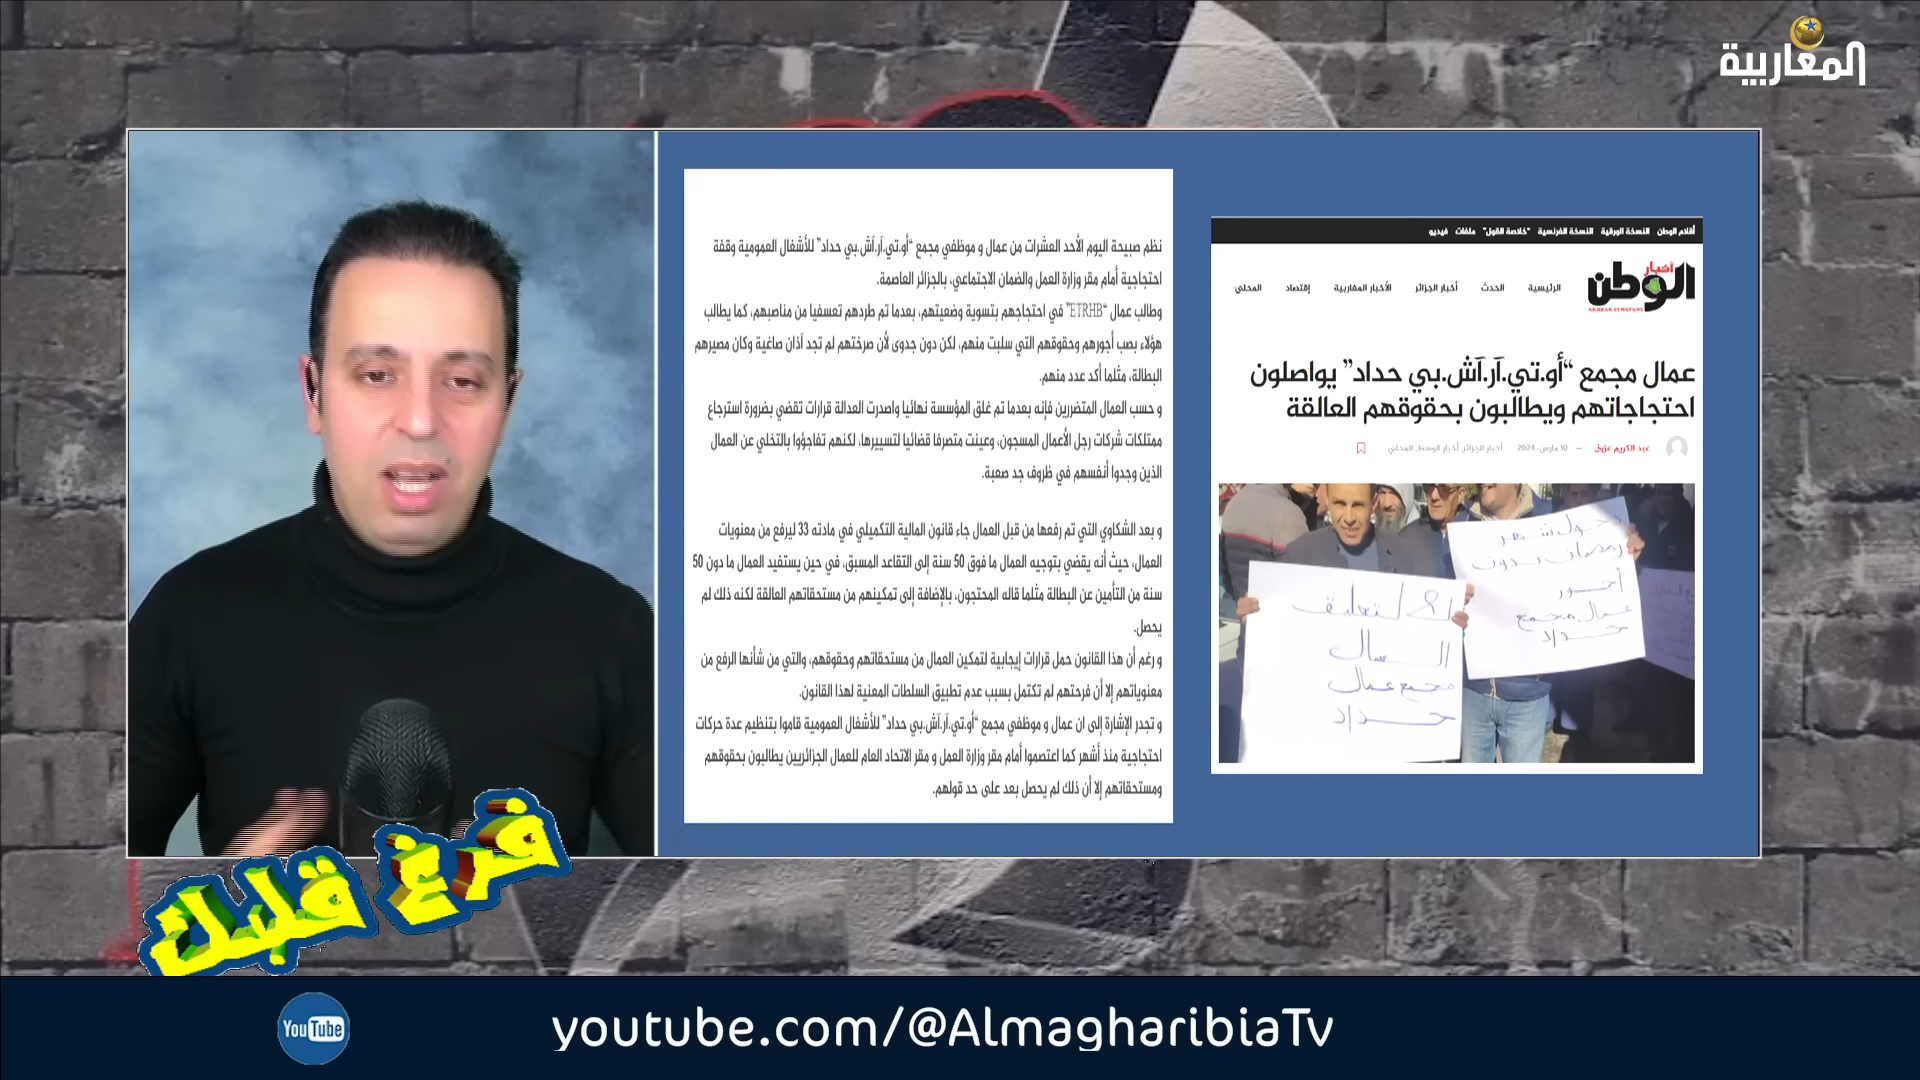 المغاربية
نظم صبيحة اليوم الأحد العشرات من عمال و موظفي مجمع “أو.تي.آر.آش.بي حداد” للأشغال العمومية وقفة
احتجاجية أمام مقر وزارة العمل والضمان الاجتماعي، بالجزائر العاصمة.
وطالب عمال “ETRHB” في احتجاجهم بتسوية وضعيتهم، بعدما تم طردهم تعسفيا من مناصبهم، كما يطالب
هؤلاء بصب أجورهم وحقوقهم التي سلبت منهم، لكن دون جدوى لأن صرختهم لم تجد آذان صاغية وكان مصيرهم
البطالة، مثلما أكد عدد منهم.
و حسب العمال المتضررين فإنه بعدما تم غلق المؤسسة نهائيا واصدرت العدالة قرارات تقضي بضرورة استرجاع
ممتلكات شركات رجل الأعمال المسجون، وعينت متصرفا قضائيا لتسييرها، لكنهم تفاجؤوا بالتخلي عن العمال
الذين وجدوا أنفسهم في ظروف جد صعبة.
و بعد الشكاوي التي تم رفعها من قبل العمال جاء قانون المالية التكميلي في مادته 33 ليرفع من معنويات
العمال، حيث أنه يقضي بتوجيه العمال ما فوق 50 سنة إلى التقاعد المسبق، في حين يستفيد العمال ما دون 50
سنة من التأمين عن البطالة مثلما قاله المحتجون، بالإضافة إلى تمكينهم من مستحقاتهم العالقة لكنه ذلك لم
يحصل.
و رغم أن هذا القانون حمل قرارات إيجابية لتمكين العمال من مستحقاتهم وحقوقهم، والتي من شأنها الرفع من
معنوياتهم إلا أن فرحتهم لم تكتمل بسبب عدم تطبيق السلطات المعنية لهذا القانون.
و تجدر الإشارة إلى ان عمال و موظفي مجمع “أو.تي.آر.آش.بي حداد” للأشغال العمومية قاموا بتنظيم عدة حركات
احتجاجية منذ أشهر كما اعتصموا أمام مقر وزارة العمل و مقر الاتحاد العام للعمال الجزائريين يطالبون بحقوقهم
ومستحقاتهم إلا أن ذلك لم يحصل بعد على حد قولهم.
أقلام الوطن النسخة الورقية النسخة الفرنسية “خلاصة القول” ملفات فيديو
أخبار
الوطن
AKHBAR ELWATANE
الرئيسية الحدث أخبار الجزائر الأخبار المغاربية إقتصاد المحلي
عمال مجمع “أو.تي.آر.آش.بي حداد” يواصلون
احتجاجاتهم ويطالبون بحقوقهم العالقة
عبد الكريم عزوق — 10 مارس، 2024 أخبار الجزائر, أخبار الوسط, المحلي
دخول شهر
رمضان بدون
أجور
عمال مجمع
حداد
العمال
مجمع عمال
حداد
فرغ قلبك
YouTube
youtube.com/@AlmagharibiaTv